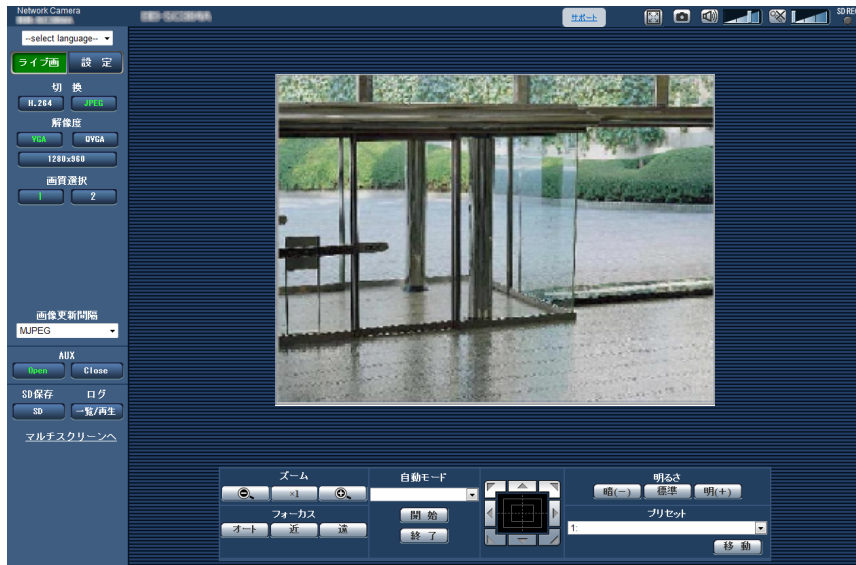 Network Camera
サポート
SD REC
--select language--
ライブ画 設 定
切 換
H.264 JPEG
解像度
VGA QVGA
1280x960
画質選択
1 2
画像更新間隔
MJPEG
AUX
Open Close
SD保存 ログ
SD 一覧/再生
マルチスクリーンへ
ズーム
×1
フォーカス
オート 近 遠
自動モード
開 始
終 了
明るさ
暗(－) 標準 明(+)
プリセット
1:
移 動